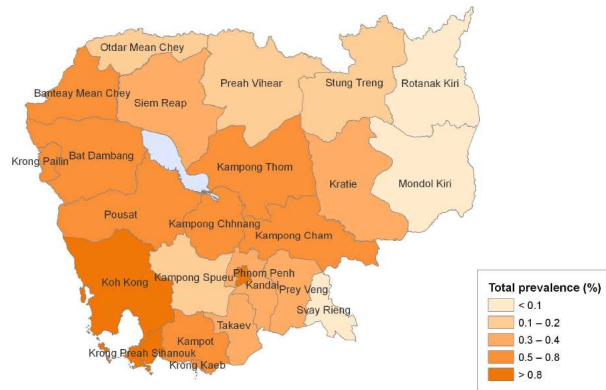 Otdar Mean Chey
Preah Vihear
Stung Treng
Rotanak Kiri
Banteay Mean Chey
Siem Reap
Krong Pailin
Bat Dambang
Kampong Thom
Kratie
Mondol Kiri
Pousat
Kampong Chhnang
Kampong Cham
Koh Kong
Kampong Spueu
Phnom Penh
Kandal
Prey Veng
Svay Rieng
Takaev
Krong Preah Sihanouk
Kampot
Krong Kaeb
Total prevalence (%)
< 0.1
0.1 – 0.2
0.3 – 0.4
0.5 – 0.8
> 0.8